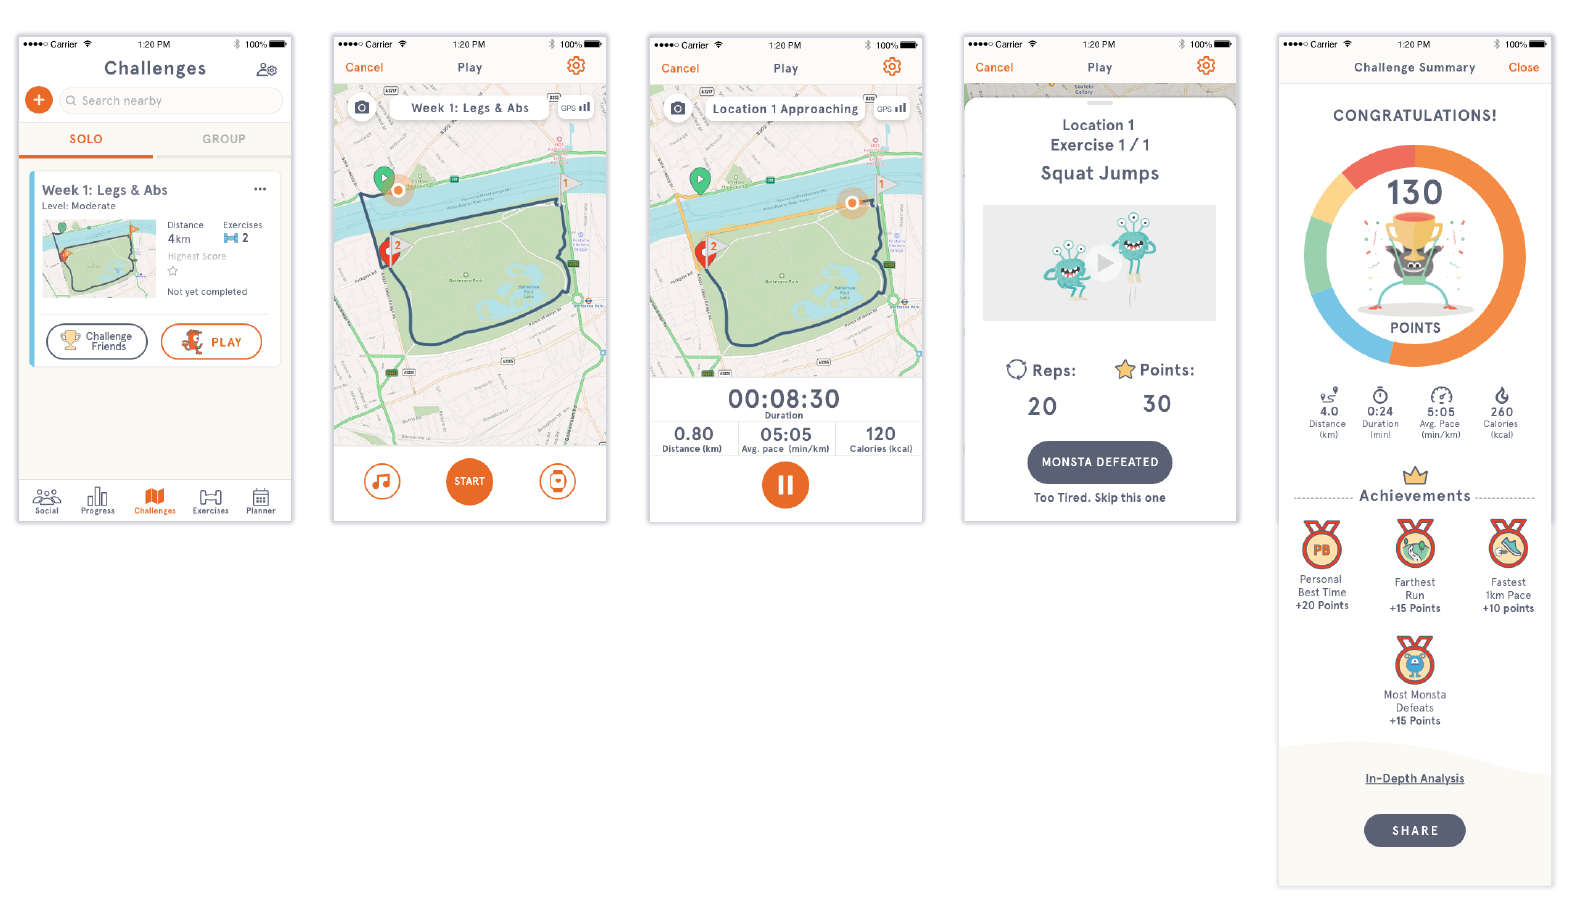 Carrier
1:20 PM
100%
Challenges
Search nearby
SOLO
GROUP
Week 1: Legs & Abs
Level: Moderate
Distance
Exercises
4km
2
Highest Score
Not yet completed
Challenge
Friends
PLAY
Social
Progress
Challenges
Exercises
Planner
Carrier
1:20 PM
100%
Cancel
Play
Week 1: Legs & Abs
GPS
1
2
Battersea Park
START
Carrier
1:20 PM
100%
Cancel
Play
Location 1 Approaching
GPS
1
2
Battersea Park
00:08:30
Duration
0.80
Distance (km)
05:05
Avg. pace (min/km)
120
Calories (kcal)
Carrier
1:20 PM
100%
Cancel
Play
Location 1
Exercise 1 / 1
Squat Jumps
Reps:
Points:
20
30
MONSTA DEFEATED
Too Tired. Skip this one
Carrier
1:20 PM
100%
Challenge Summary
Close
CONGRATULATIONS!
130
POINTS
4.0
Distance
(km)
0:24
Duration
(min)
5:05
Avg. Pace
(min/km)
260
Calories
(kcal)
Achievements
PB
Personal
Best Time
+20 Points
Farthest
Run
+15 Points
Fastest
1km Pace
+10 points
Most Monsta
Defeats
+15 Points
In-Depth Analysis
SHARE